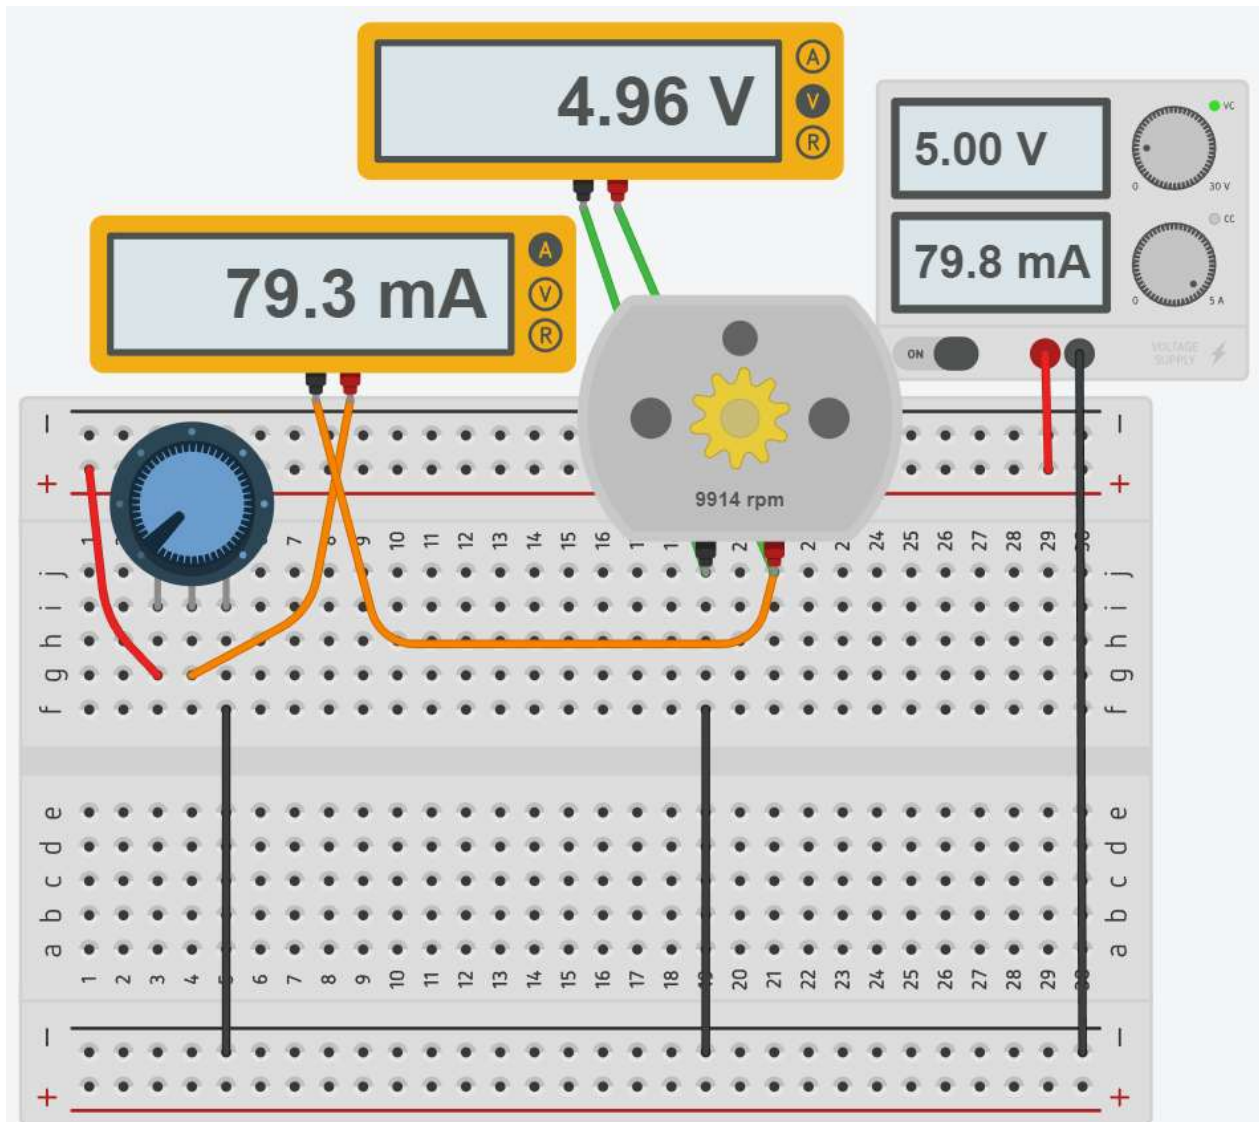 4.96 V
A
V
R
5.00 V
VC
0
30 V
79.8 mA
CC
0
5 A
ON
VOLTAGE
SUPPLY
79.3 mA
A
V
R
9914 rpm
7 8 9 10 11 12 13 14 15 16 24 25 26 27 28 29
j j
i i
h h
g g
f f
e e
d d
c c
b b
a a
1 2 3 4 6 7 8 9 10 11 12 13 14 15 16 17 18 20 21 22 23 24 25 26 27 28 29